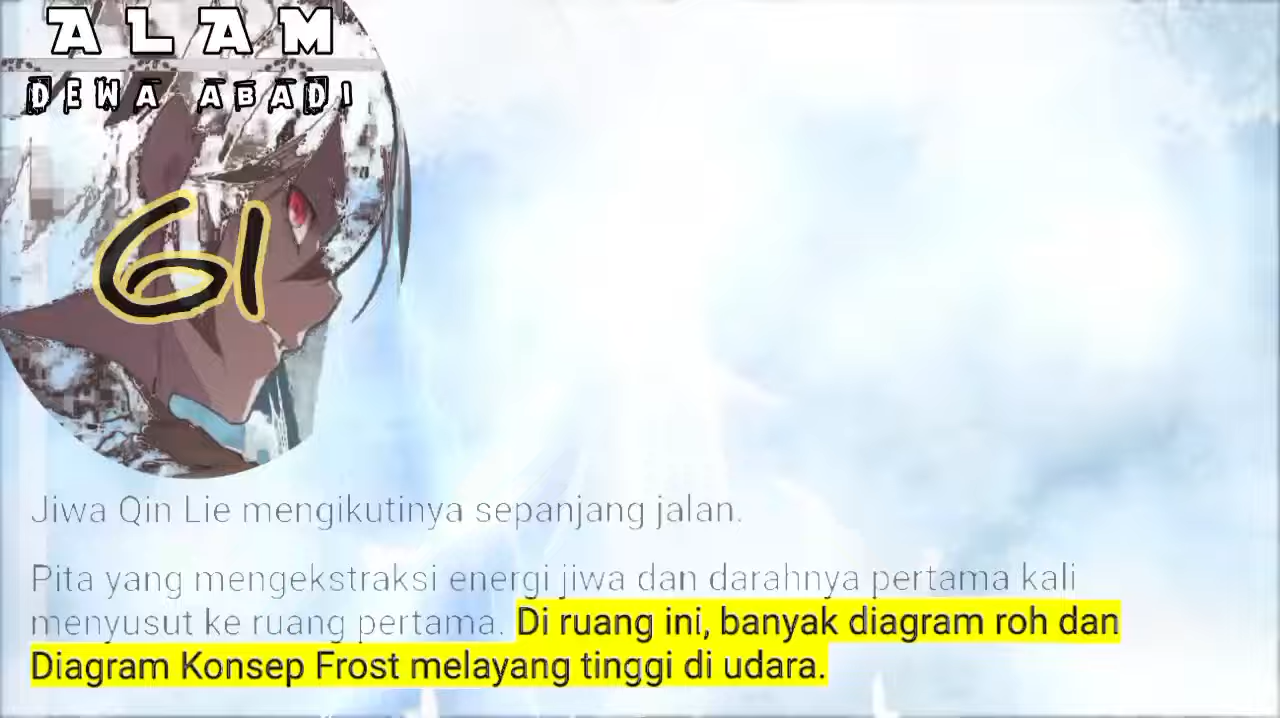 ALAM
DEWA ABADI
61
Jiwa Qin Lie mengikutinya sepanjang jalan.
Pita yang mengekstraksi energi jiwa dan darahnya pertama kali
menyusut ke ruang pertama. Di ruang ini, banyak diagram roh dan
Diagram Konsep Frost melayang tinggi di udara.